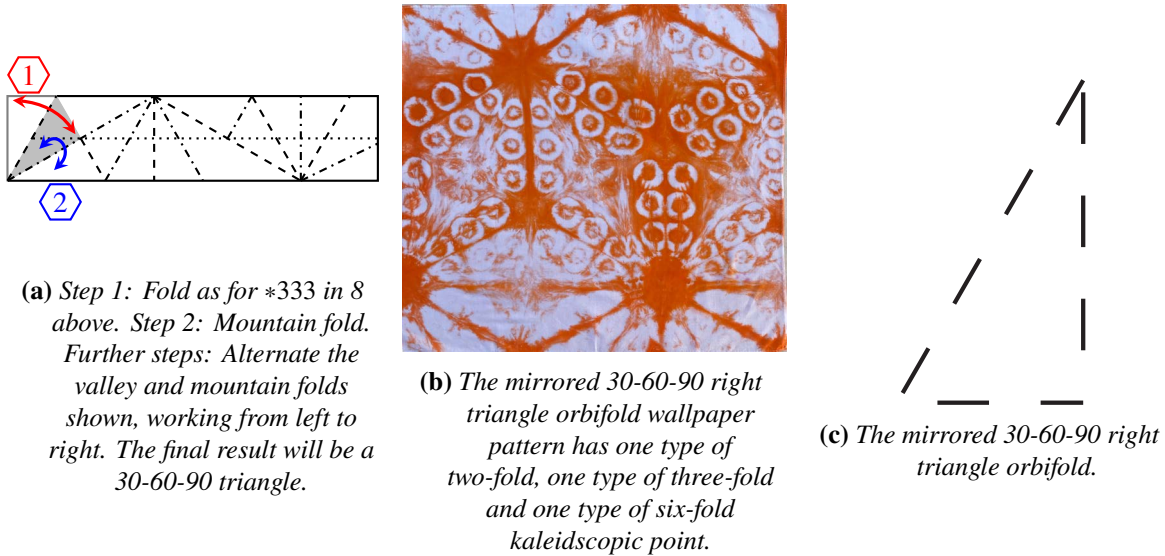 1
2
(a) Step 1: Fold as for *333 in 8
above. Step 2: Mountain fold.
Further steps: Alternate the
valley and mountain folds
shown, working from left to
right. The final result will be a
30-60-90 triangle.
(b) The mirrored 30-60-90 right
triangle orbifold wallpaper
pattern has one type of
two-fold, one type of three-fold
and one type of six-fold
kaleidscopic point.
(c) The mirrored 30-60-90 right
triangle orbifold.